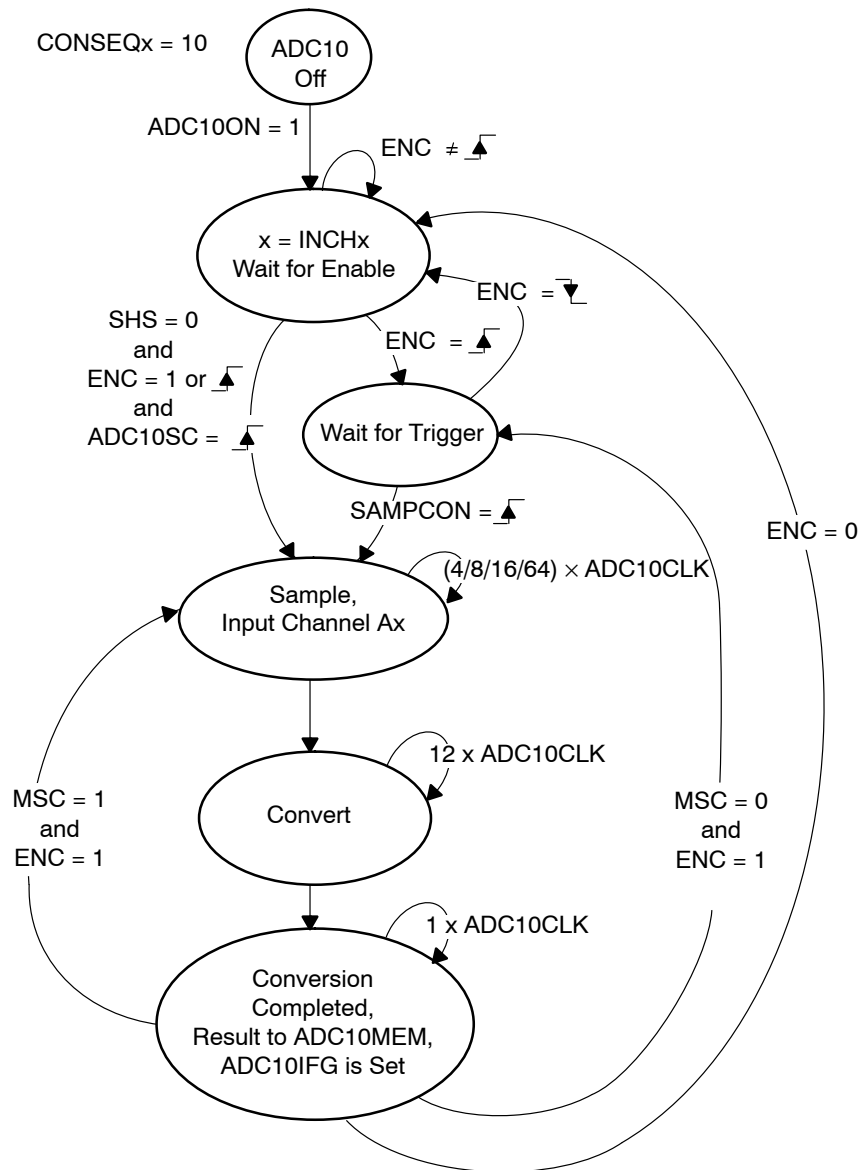 CONSEQx = 10
ADC10
Off
ADC10ON = 1
ENC ≠
x = INCHx
Wait for Enable
ENC =
SHS = 0
and
ENC = 1 or
and
ADC10SC =
ENC =
Wait for Trigger
SAMPCON =
ENC = 0
(4/8/16/64) × ADC10CLK
Sample,
Input Channel Ax
12 x ADC10CLK
Convert
MSC = 1
and
ENC = 1
MSC = 0
and
ENC = 1
1 x ADC10CLK
Conversion
Completed,
Result to ADC10MEM,
ADC10IFG is Set